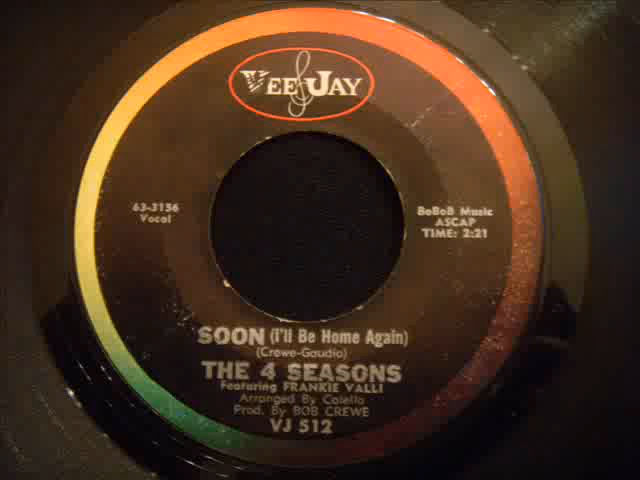 VEE JAY
63-3156
Vocal
BoBoB Music
ASCAP
TIME: 2:21
SOON (I'll Be Home Again)
(Crewe-Gaudio)
THE 4 SEASONS
Featuring FRANKIE VALLI
Arranged By Calello
Prod. By BOB CREWE
VJ 512